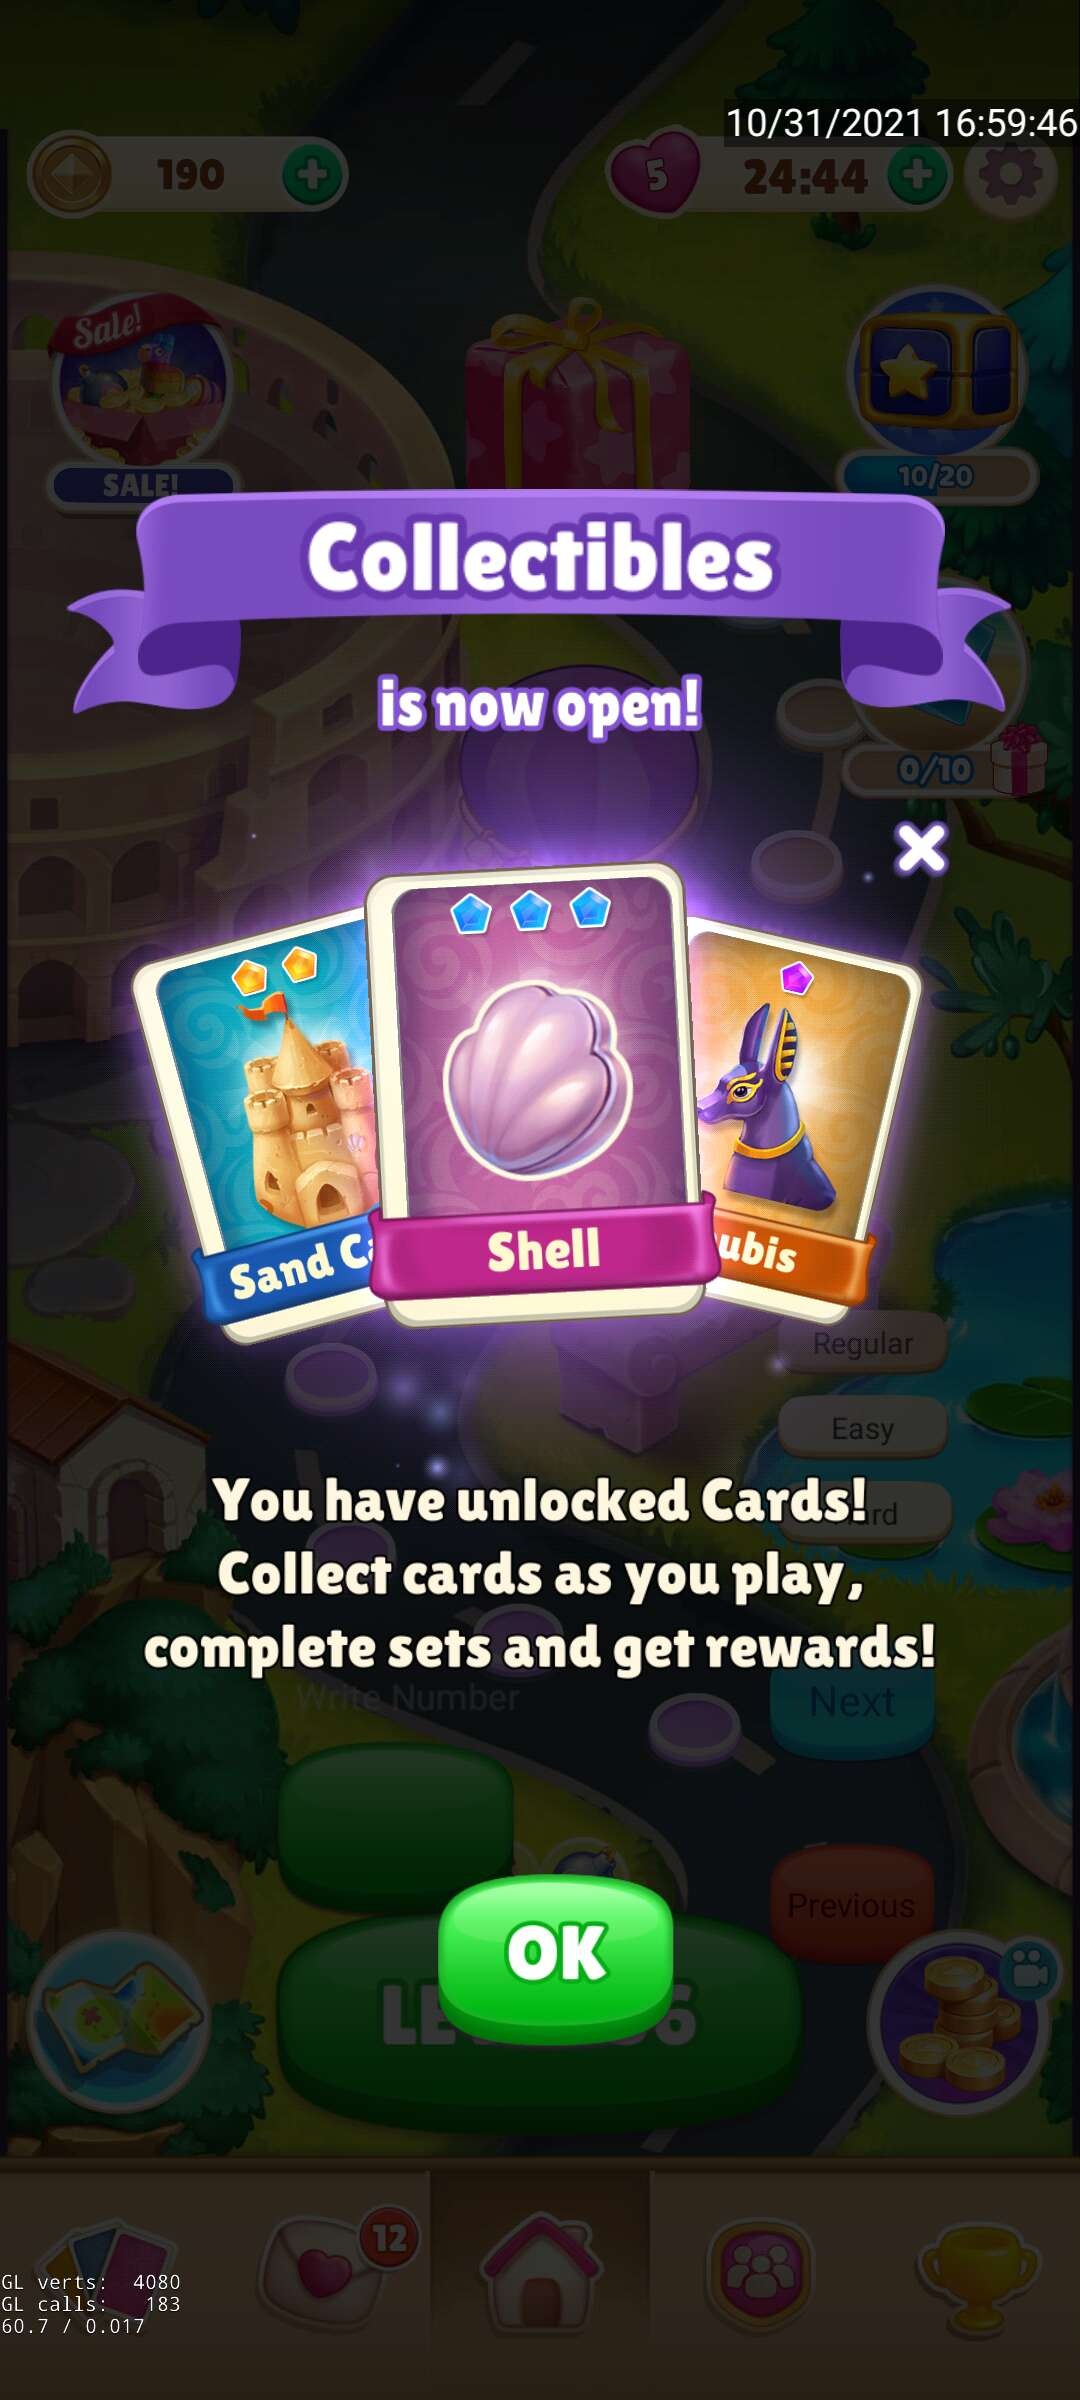 10/31/2021 16:59:46
190
5
24:44
Sale!
SALE!
10/20
Collectibles
is now open!
0/10
Sand
Shell
Regular
Easy
You have unlocked Cards!
Collect cards as you play,
complete sets and get rewards!
Write Number
Next
OK
Previous
12
GL verts: 4080
GL calls: 183
60.7 / 0.017